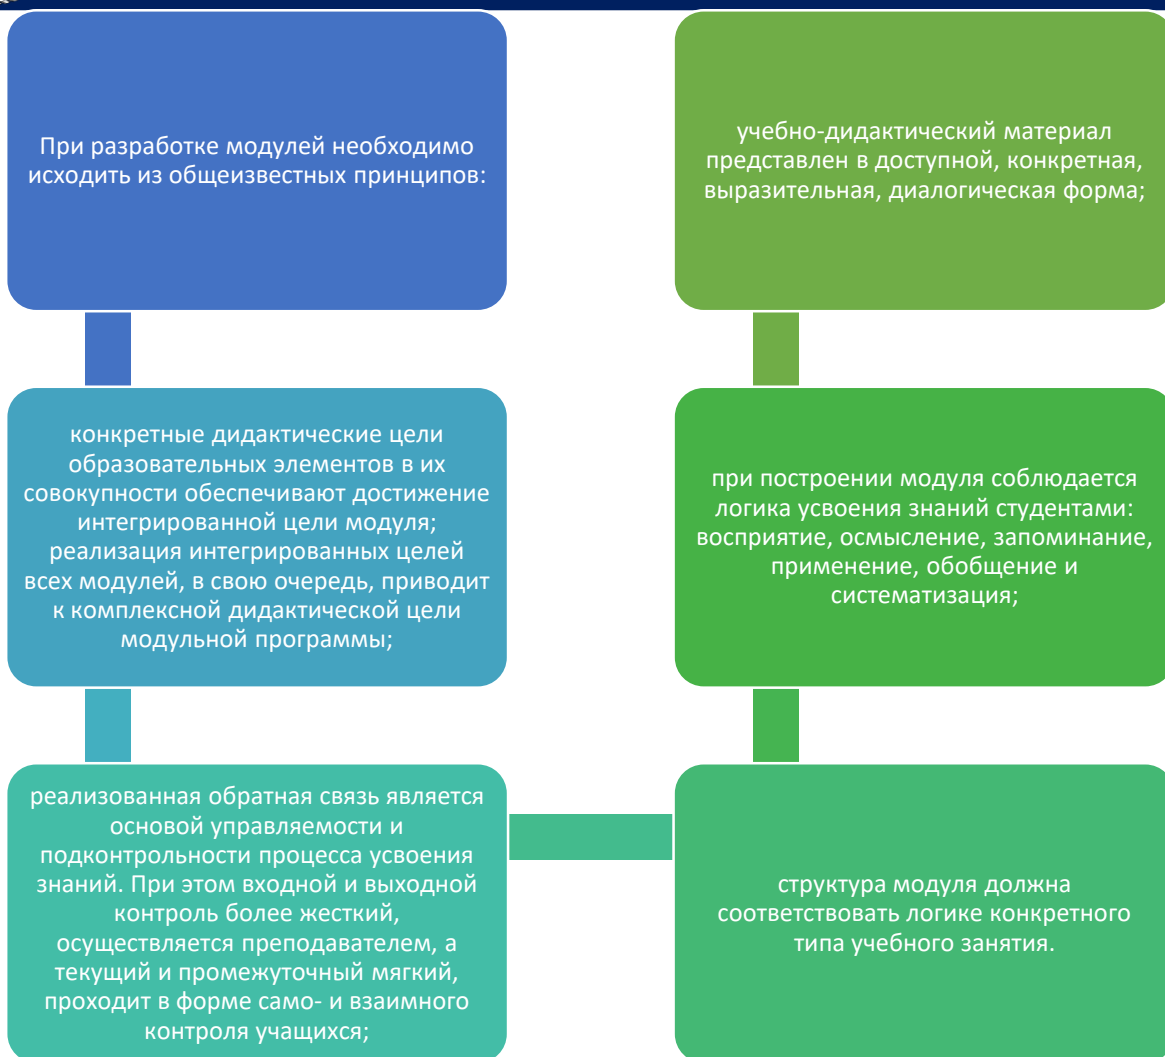 При разработке модулей необходимо
исходить из общеизвестных принципов:
конкретные дидактические цели
образовательных элементов в их
совокупности обеспечивают достижение
интегрированной цели модуля;
реализация интегрированных целей
всех модулей, в свою очередь, приводит
к комплексной дидактической цели
модульной программы;
реализованная обратная связь является
основой управляемости и
подконтрольности процесса усвоения
знаний. При этом входной и выходной
контроль более жесткий,
осуществляется преподавателем, а
текущий и промежуточный мягкий,
проходит в форме само- и взаимного
контроля учащихся;
структура модуля должна
соответствовать логике конкретного
типа учебного занятия.
при построении модуля соблюдается
логика усвоения знаний студентами:
восприятие, осмысление, запоминание,
применение, обобщение и
систематизация;
учебно-дидактический материал
представлен в доступной, конкретная,
выразительная, диалогическая форма;